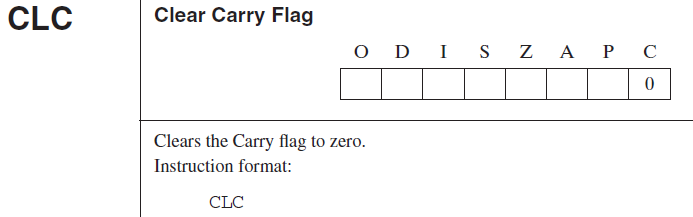 CLC
Clear Carry Flag
O D I S Z A P C
0
Clears the Carry flag to zero.
Instruction format:
CLC